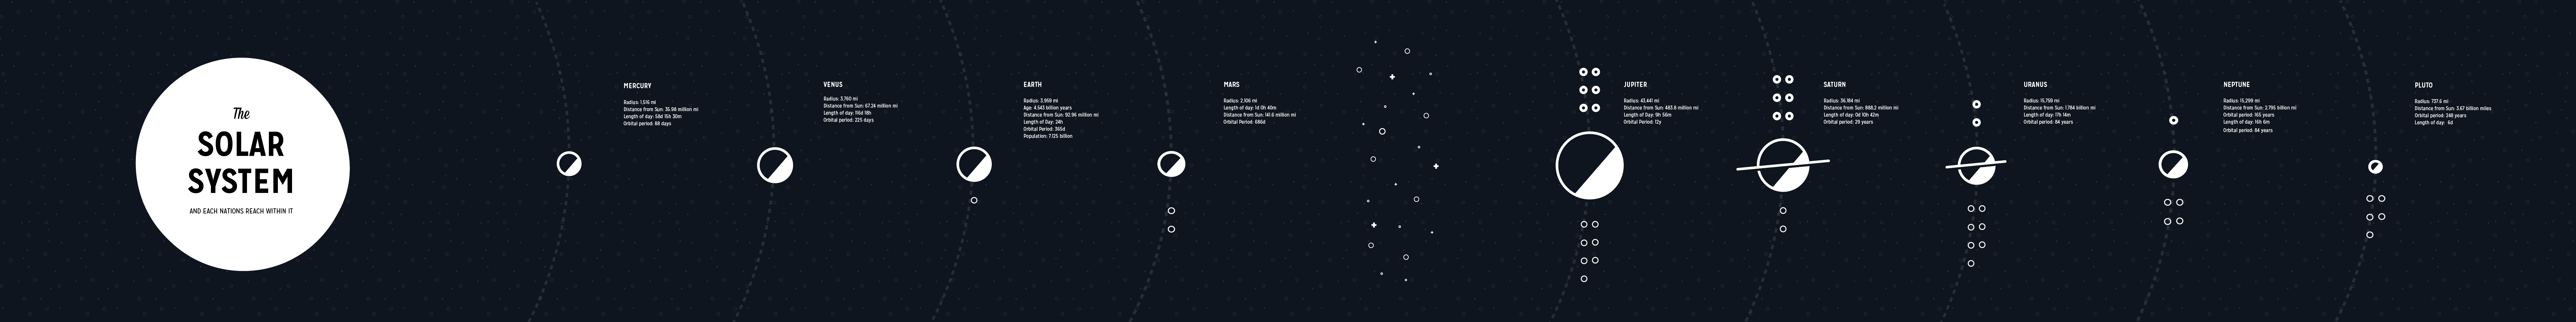 The
SOLAR
SYSTEM
AND EACH NATIONS REACH WITHIN IT
MERCURY
Radius: 1,516 mi
Distance from Sun: 35.98 million mi
Length of day: 58d 15h 30m
Orbital period: 88 days
VENUS
Radius: 3,760 mi
Distance from Sun: 67.24 million mi
Length of day: 116d 18h
Orbital period: 225 days
EARTH
Radius: 3,959 mi
Age: 4.543 billion years
Distance from Sun: 92.96 million mi
Length of Day: 24h
Orbital Period: 365d
Population: 7.125 billion
MARS
Radius: 2,106 mi
Length of day: 1d 0h 40m
Distance from Sun: 141.6 million mi
Orbital Period: 686d
JUPITER
Radius: 43,441 mi
Distance from Sun: 483.8 million mi
Length of Day: 9h 56m
Orbital Period: 12y
SATURN
Radius: 36,184 mi
Distance from Sun: 888.2 million mi
Length of day: 0d 10h 42m
Orbital period: 29 years
URANUS
Radius: 15,759 mi
Distance from Sun: 1.784 billion mi
Length of day: 17h 14m
Orbital period: 84 years
NEPTUNE
Radius: 15,299 mi
Distance from Sun: 2.795 billion mi
Orbital period: 165 years
Length of day: 16h 6m
Orbital period: 84 years
PLUTO
Radius: 737.6 mi
Distance from Sun: 3.67 billion miles
Orbital period: 248 years
Length of day: 6d